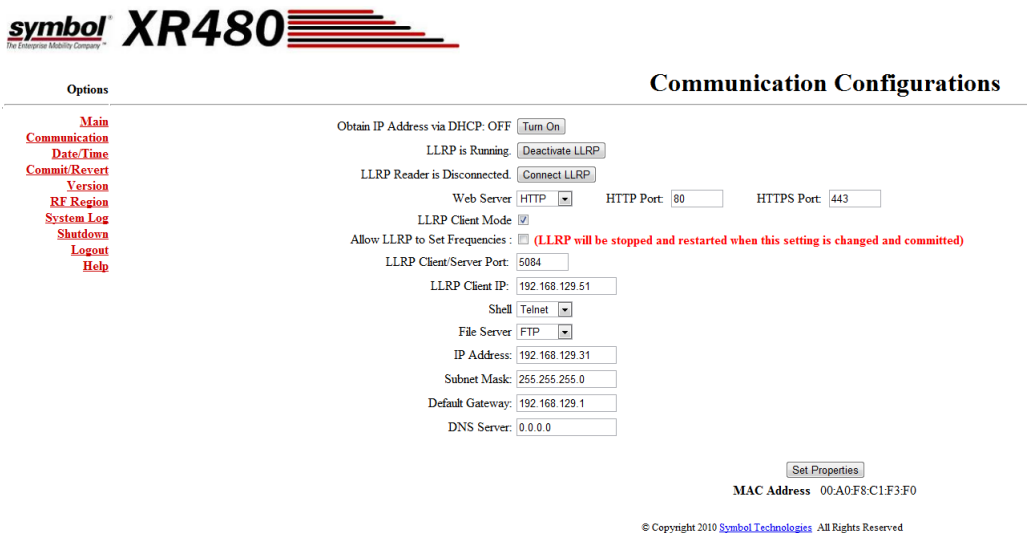 symbol® XR480
The Enterprise Mobility Company™
Options
Communication Configurations
Main
Communication
Date/Time
Commit/Revert
Version
RF Region
System Log
Shutdown
Logout
Help
Obtain IP Address via DHCP: OFF Turn On
LLRP is Running. Deactivate LLRP
LLRP Reader is Disconnected. Connect LLRP
Web Server HTTP HTTP Port: 80 HTTPS Port: 443
LLRP Client Mode
Allow LLRP to Set Frequencies : (LLRP will be stopped and restarted when this setting is changed and committed)
LLRP Client/Server Port: 5084
LLRP Client IP: 192.168.129.51
Shell Telnet
File Server FTP
IP Address: 192.168.129.31
Subnet Mask: 255.255.255.0
Default Gateway: 192.168.129.1
DNS Server: 0.0.0.0
Set Properties
MAC Address 00:A0:F8:C1:F3:F0
© Copyright 2010 Symbol Technologies All Rights Reserved